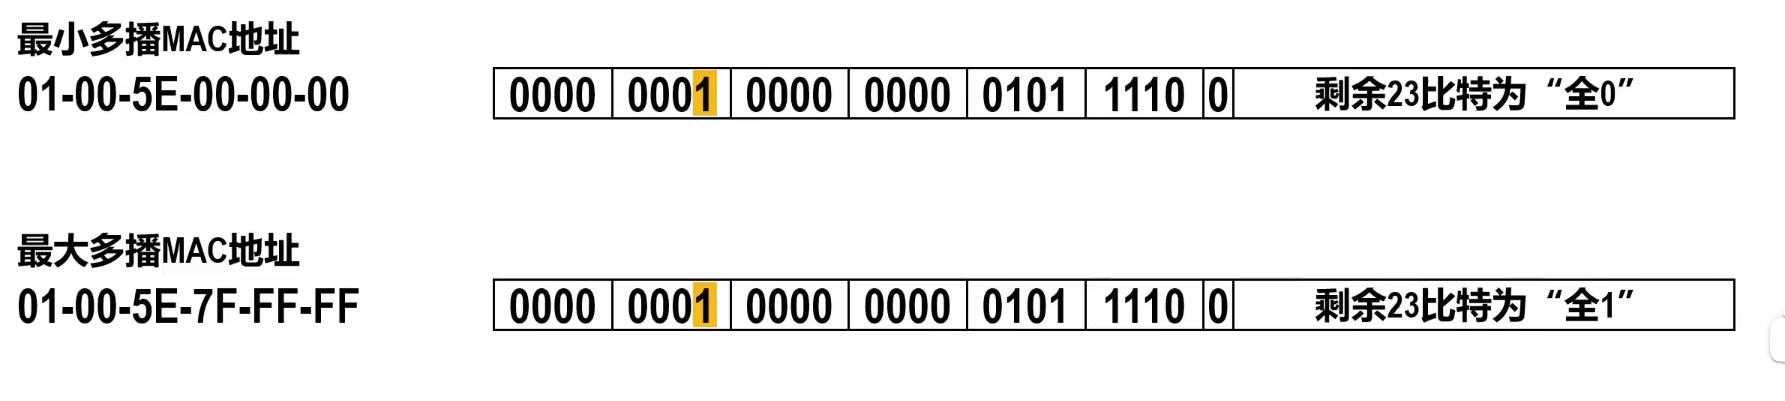 最小多播MAC地址
01-00-5E-00-00-00
0000 0001 0000 0000 0101 1110 0 剩余23比特为“全0”
最大多播MAC地址
01-00-5E-7F-FF-FF
0000 0001 0000 0000 0101 1110 0 剩余23比特为“全1”